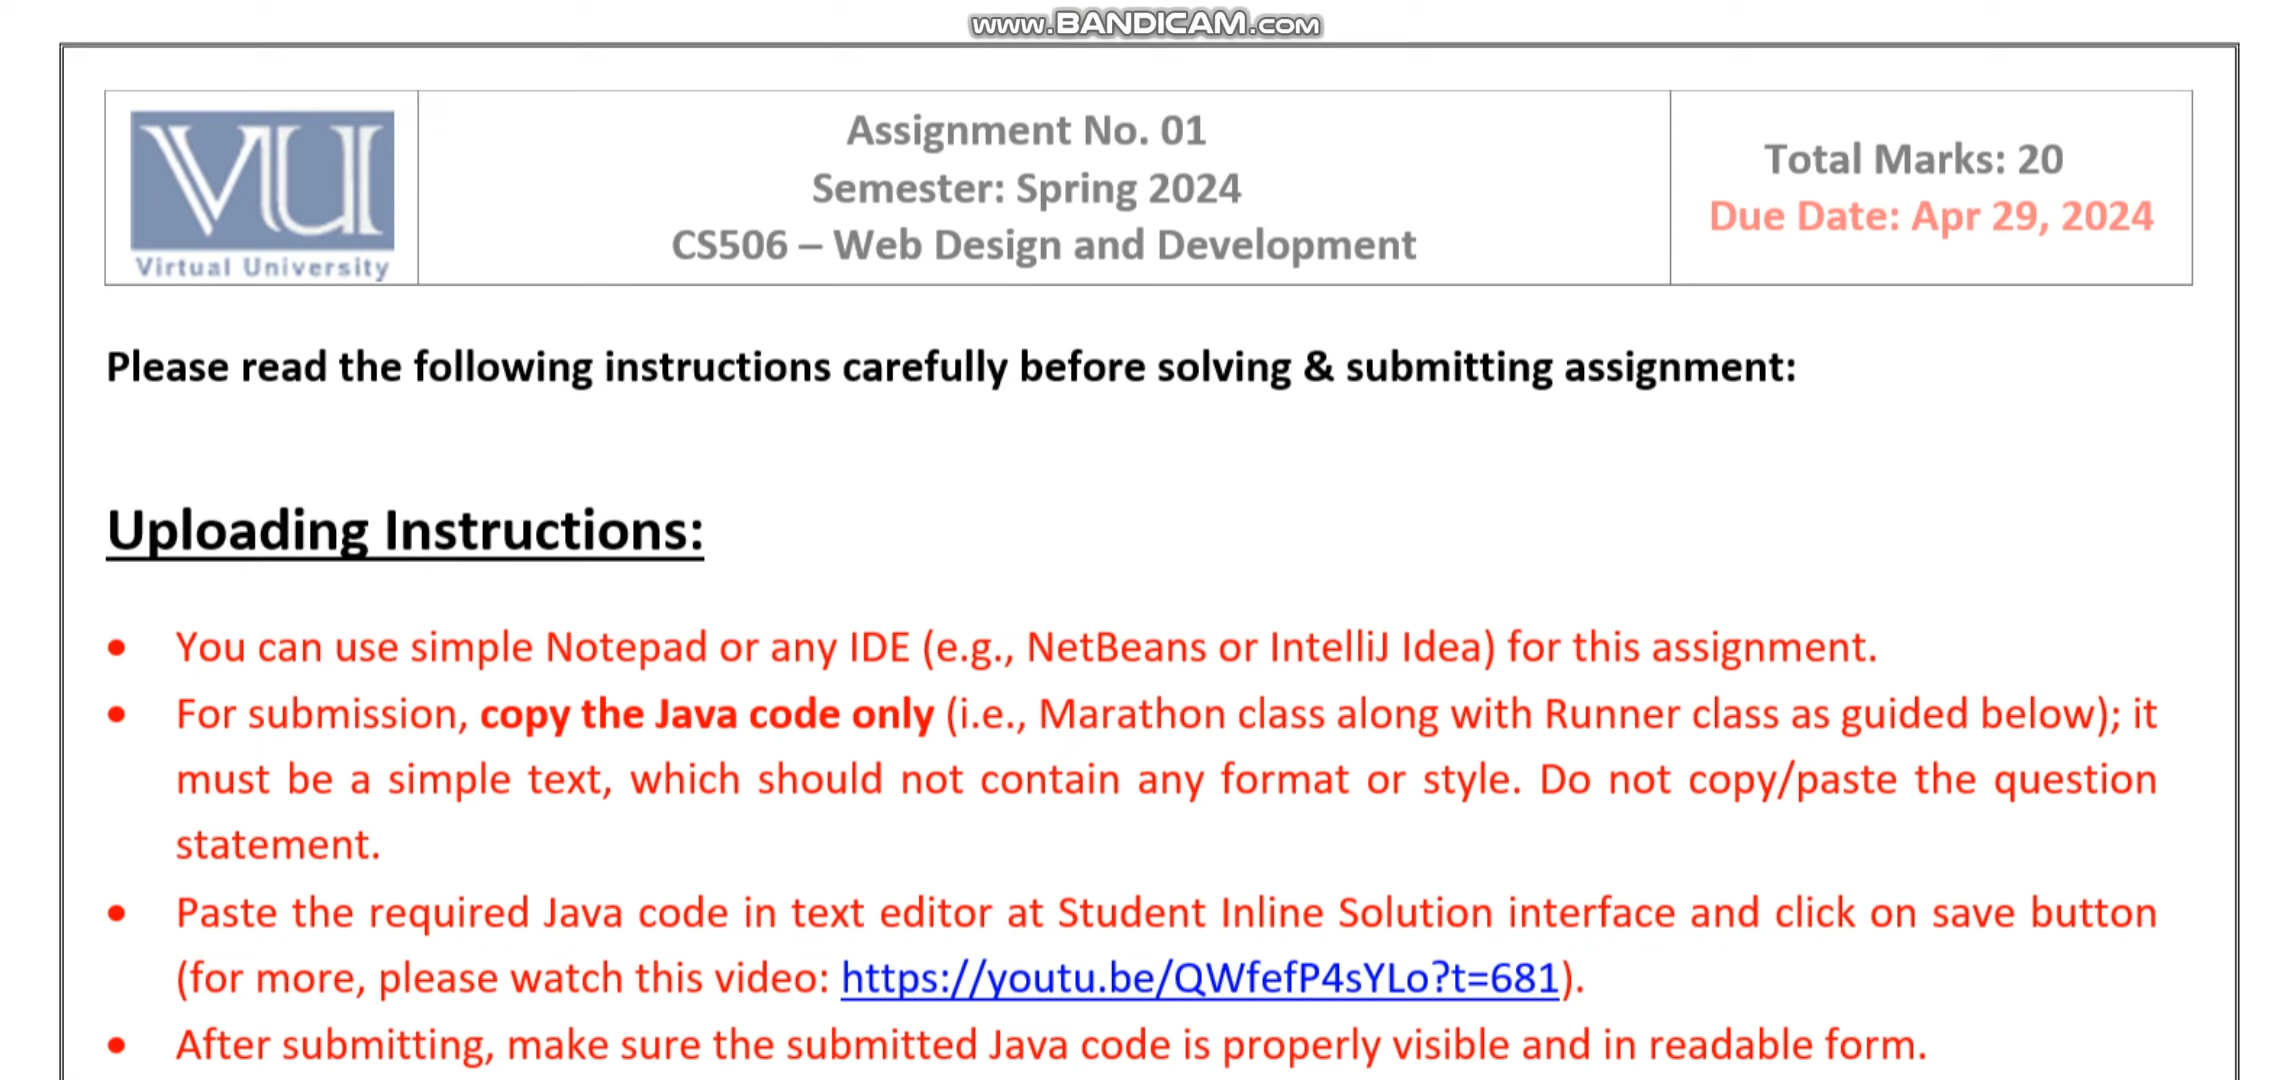 www.BANDICAM.COM
VU
Virtual University
Assignment No. 01
Semester: Spring 2024
CS506 – Web Design and Development
Total Marks: 20
Due Date: Apr 29, 2024
Please read the following instructions carefully before solving & submitting assignment:
Uploading Instructions:
• You can use simple Notepad or any IDE (e.g., NetBeans or IntelliJ Idea) for this assignment.
• For submission, copy the Java code only (i.e., Marathon class along with Runner class as guided below); it
must be a simple text, which should not contain any format or style. Do not copy/paste the question
statement.
• Paste the required Java code in text editor at Student Inline Solution interface and click on save button
(for more, please watch this video: https://youtu.be/QWfefP4sYLo?t=681).
• After submitting, make sure the submitted Java code is properly visible and in readable form.